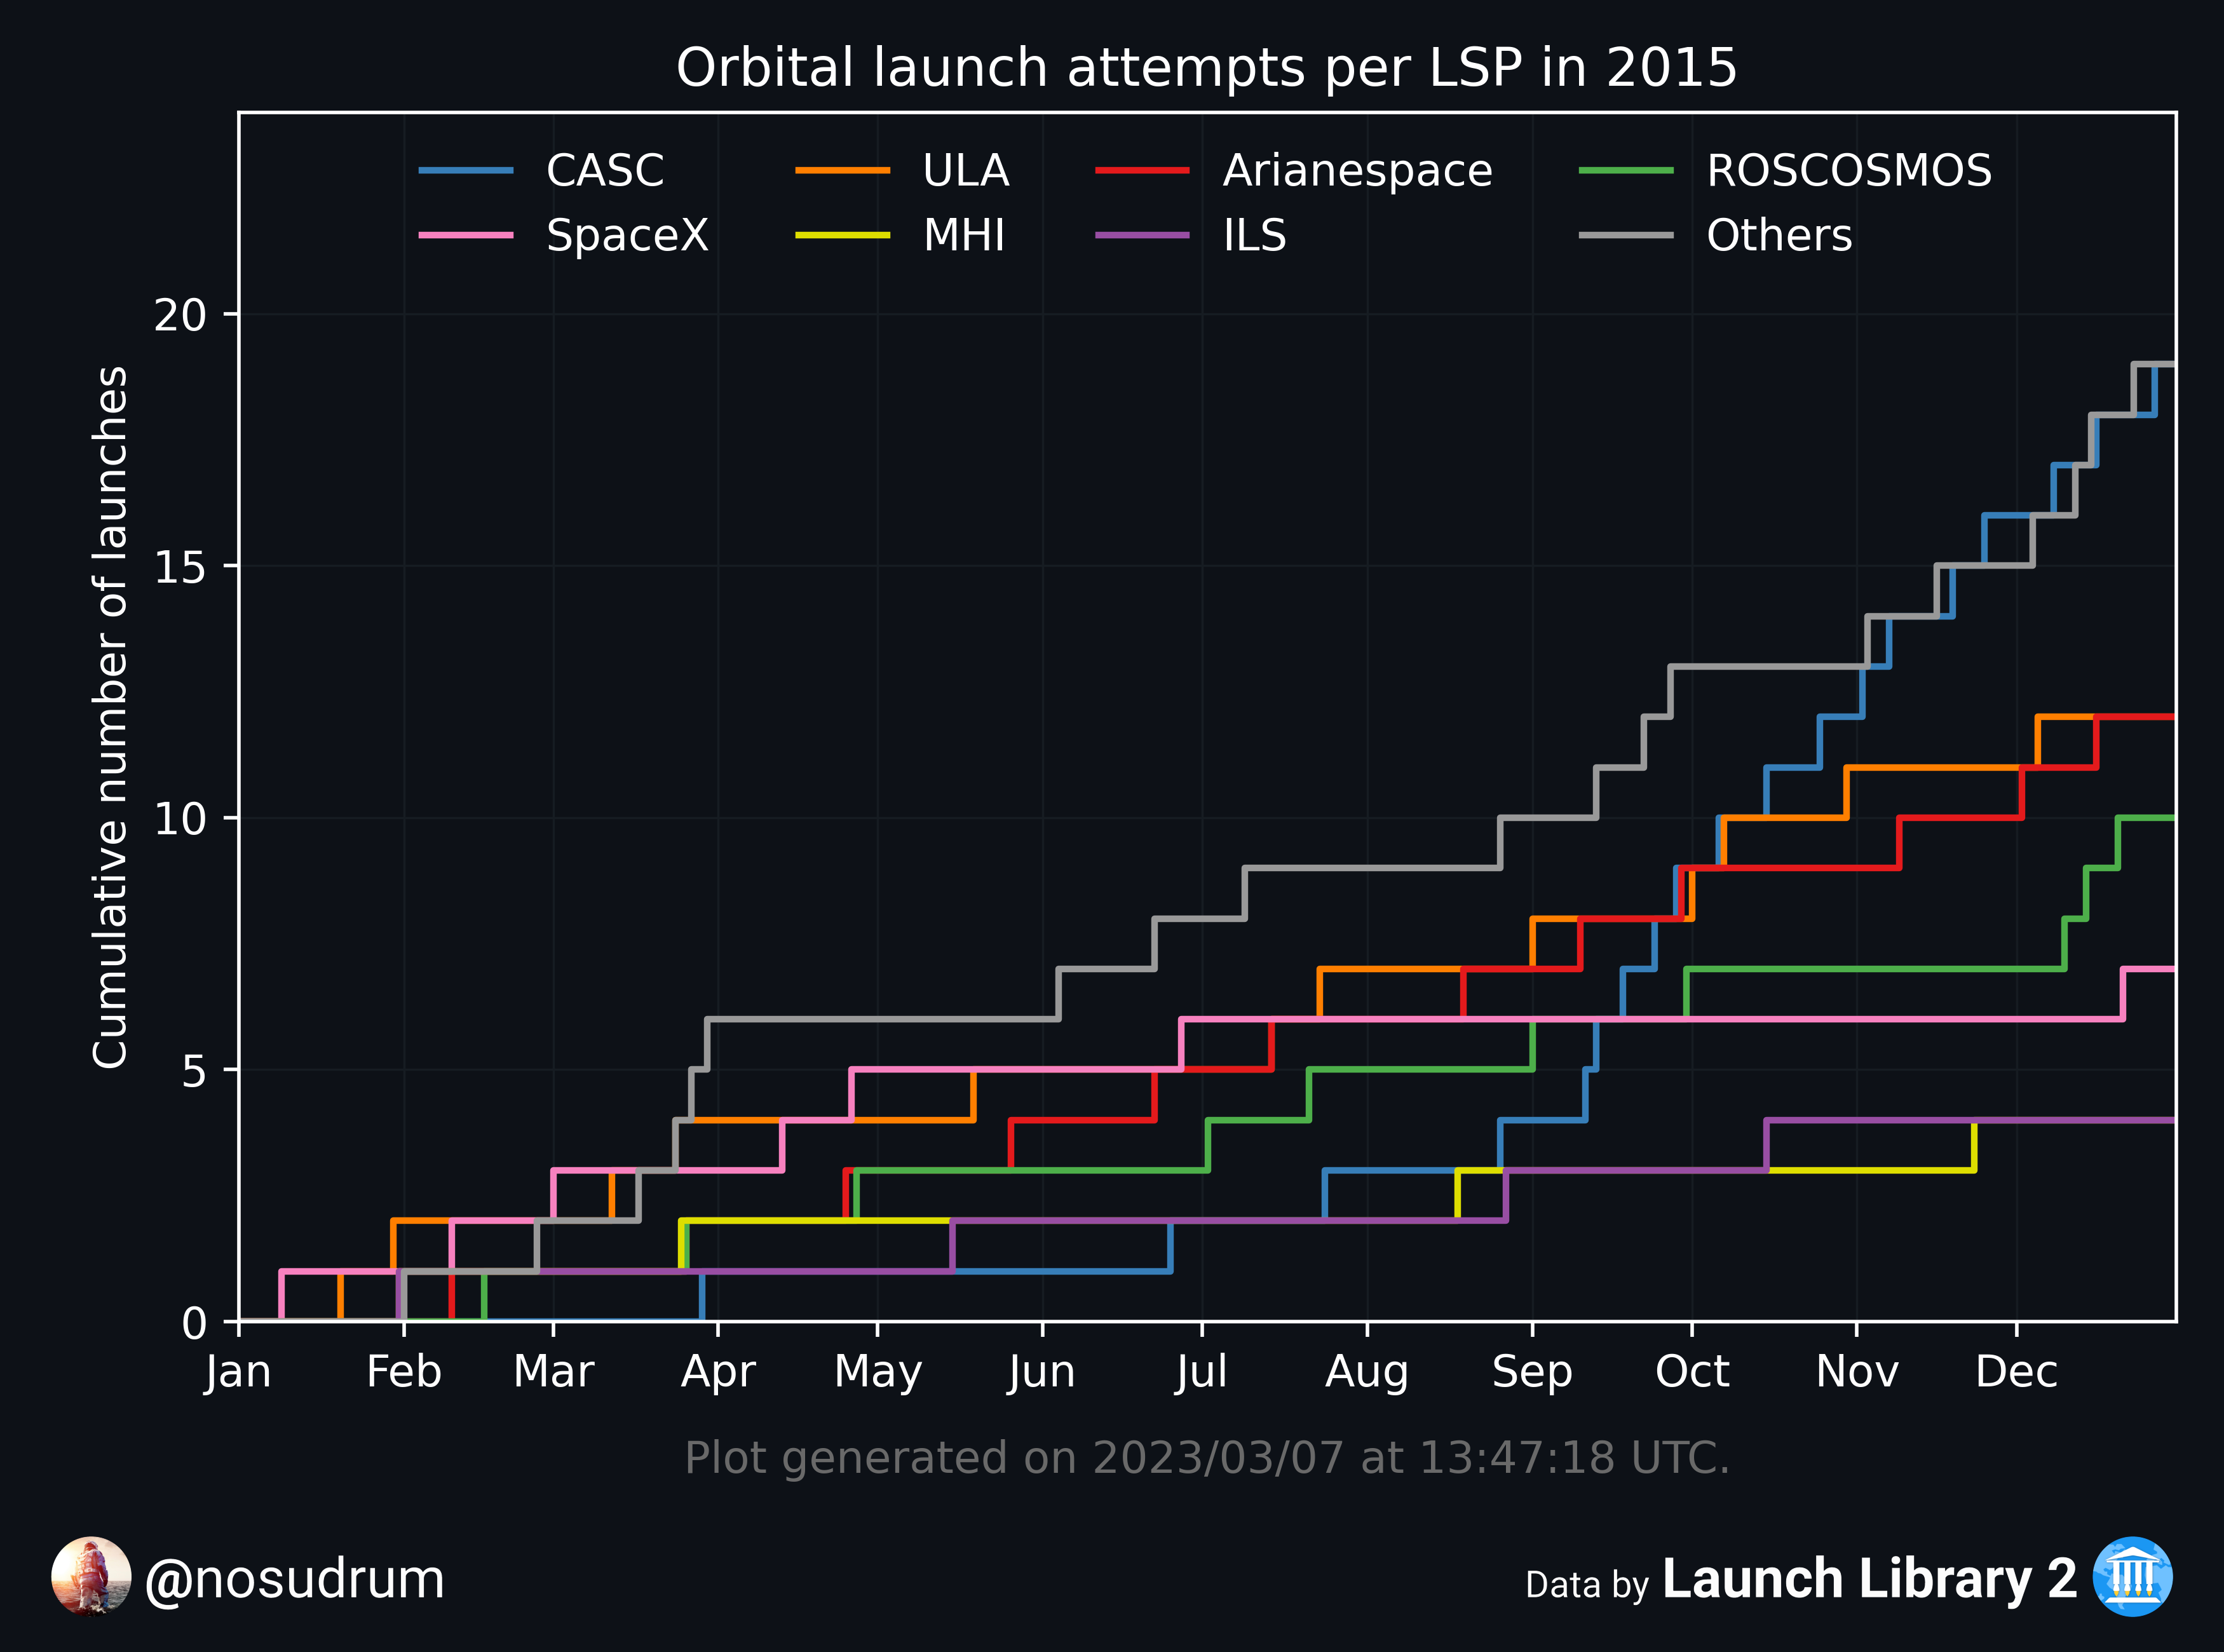 Orbital launch attempts per LSP in 2015
CASC
SpaceX
ULA
MHI
Arianespace
ILS
ROSCOSMOS
Others
Cumulative number of launches
20
15
10
5
0
Jan Feb Mar Apr May Jun Jul Aug Sep Oct Nov Dec
Plot generated on 2023/03/07 at 13:47:18 UTC.
@nosudrum
Data by Launch Library 2